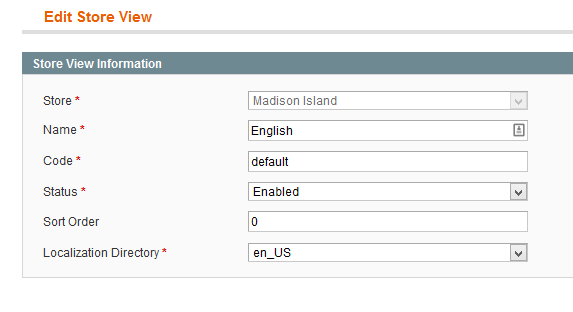 Edit Store View
Store View Information
Store * Madison Island
Name * English
Code * default
Status * Enabled
Sort Order 0
Localization Directory * en_US